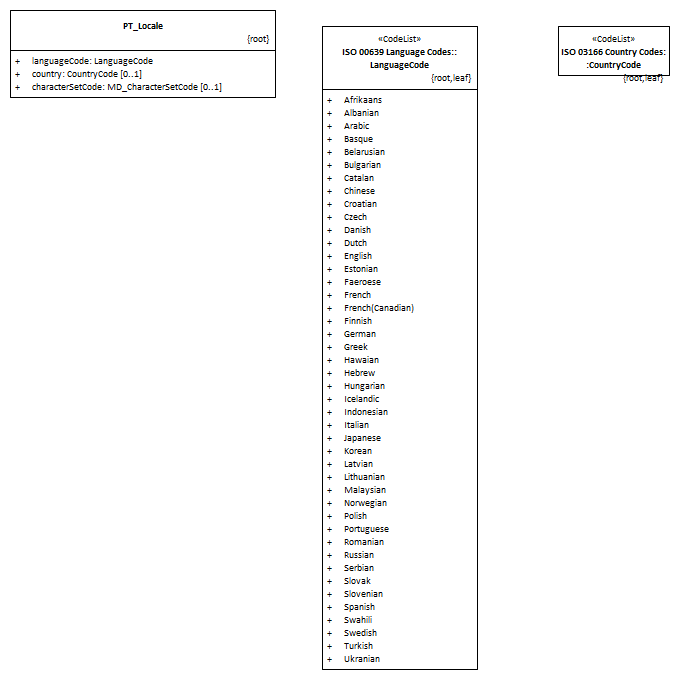 PT_Locale
{root}
+ languageCode: LanguageCode
+ country: CountryCode [0..1]
+ characterSetCode: MD_CharacterSetCode [0..1]
«CodeList»
ISO 00639 Language Codes::
LanguageCode
{root,leaf}
+ Afrikaans
+ Albanian
+ Arabic
+ Basque
+ Belarusian
+ Bulgarian
+ Catalan
+ Chinese
+ Croatian
+ Czech
+ Danish
+ Dutch
+ English
+ Estonian
+ Faeroese
+ French
+ French(Canadian)
+ Finnish
+ German
+ Greek
+ Hawaian
+ Hebrew
+ Hungarian
+ Icelandic
+ Indonesian
+ Italian
+ Japanese
+ Korean
+ Latvian
+ Lithuanian
+ Malaysian
+ Norwegian
+ Polish
+ Portuguese
+ Romanian
+ Russian
+ Serbian
+ Slovak
+ Slovenian
+ Spanish
+ Swahili
+ Swedish
+ Turkish
+ Ukranian
«CodeList»
ISO 03166 Country Codes:
:CountryCode
{root,leaf}